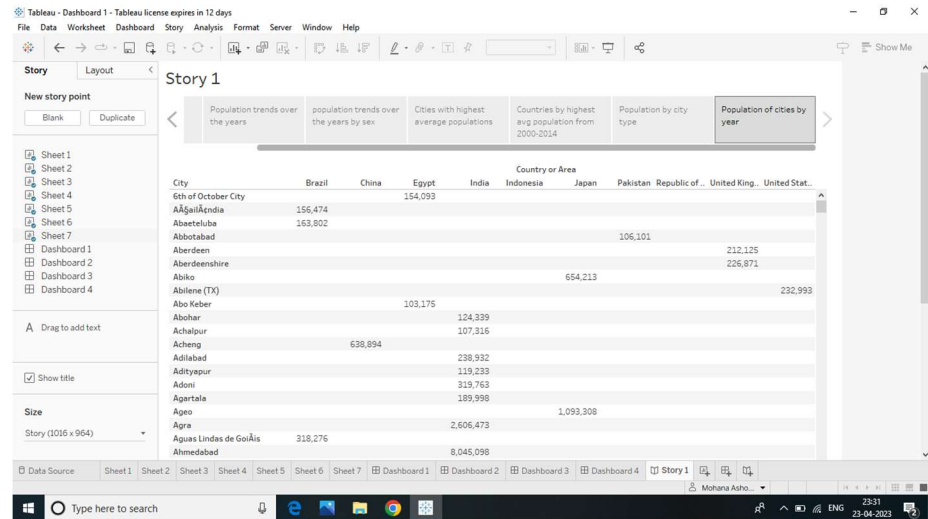 Tableau - Dashboard 1 - Tableau license expires in 12 days
File Data Worksheet Dashboard Story Analysis Format Server Window Help
Show Me
Story Layout
New story point
Blank Duplicate
Sheet 1
Sheet 2
Sheet 3
Sheet 4
Sheet 5
Sheet 6
Sheet 7
Dashboard 1
Dashboard 2
Dashboard 3
Dashboard 4
A Drag to add text
Show title
Size
Story (1016 x 964)
Story 1
Population trends over the years
population trends over the years by sex
Cities with highest average populations
Countries by highest avg population from 2000-2014
Population by city type
Population of cities by year
Country or Area
City Brazil China Egypt India Indonesia Japan Pakistan Republic of .. United King.. United Stat..
6th of October City 154,093
AÃ§ailÃ¢ndia 156,474
Abaeteluba 163,802
Abbotabad 106,101
Aberdeen 212,125
Aberdeenshire 226,871
Abiko 654,213
Abilene (TX) 232,993
Abo Keber 103,175
Abohar 124,339
Achalpur 107,316
Acheng 638,894
Adilabad 238,932
Adityapur 119,233
Adoni 319,763
Agartala 189,998
Ageo 1,093,308
Agra 2,606,473
Aguas Lindas de GoiÃis 318,276
Ahmedabad 8,045,098
Data Source Sheet 1 Sheet 2 Sheet 3 Sheet 4 Sheet 5 Sheet 6 Sheet 7 Dashboard 1 Dashboard 2 Dashboard 3 Dashboard 4 Story 1
Mohana Asho...
Type here to search
ENG
23:31
23-04-2023
2